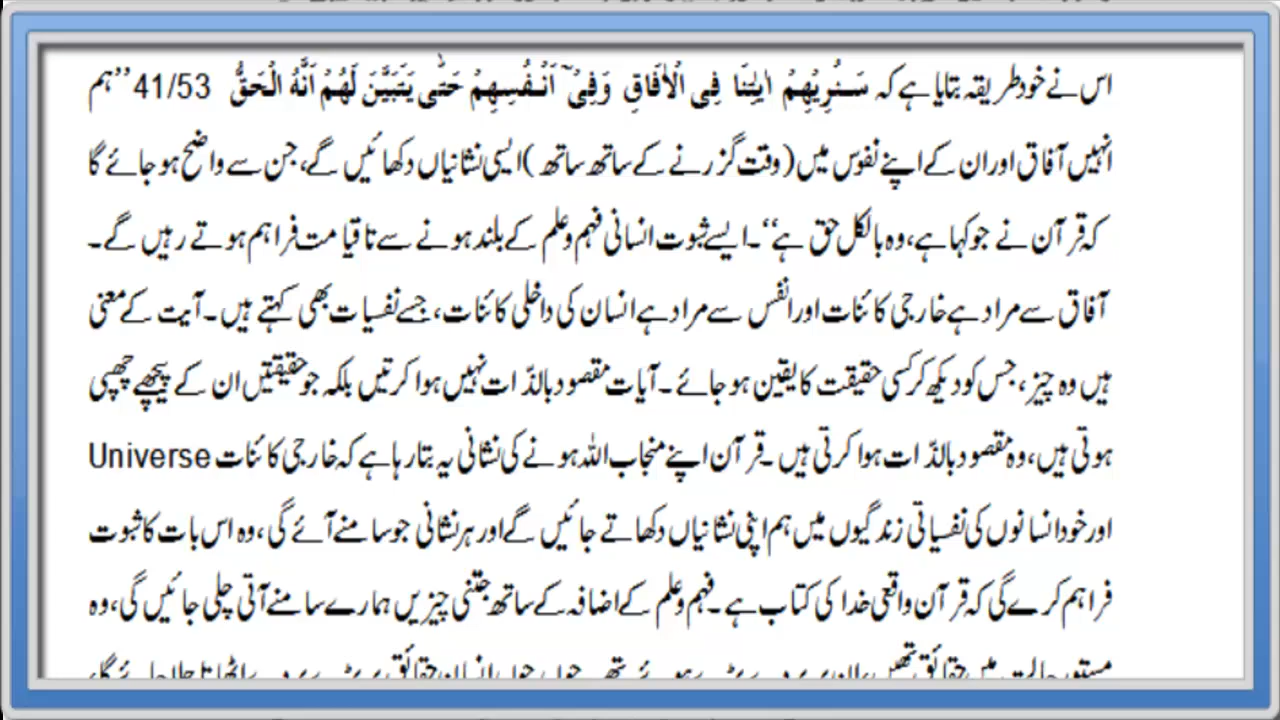 اس نے خود طریقہ بتایا ہے کہ سَنُرِیْهِمْ اٰیٰتِنَا فِی الْاٰفَاقِ وَفِیْٓ اَنْفُسِهِمْ حَتّٰی یَتَبَیَّنَ لَهُمْ اَنَّهُ الْحَقُّ 41/53 ’’ہم
انہیں آفاق اور ان کے اپنے نفوس میں (وقت گزرنے کے ساتھ ساتھ) ایسی نشانیاں دکھائیں گے، جن سے واضح ہو جائے گا
کہ قرآن نے جو کہا ہے، وہ بالکل حق ہے‘‘۔ ایسے ثبوت انسانی فہم و علم کے بلند ہونے سے تا قیامت فراہم ہوتے رہیں گے۔
آفاق سے مراد ہے خارجی کائنات اور انفس سے مراد ہے انسان کی داخلی کائنات، جسے نفسیات بھی کہتے ہیں۔ آیت کے معنی
ہیں وہ چیز، جس کو دیکھ کر کسی حقیقت کا یقین ہو جائے۔ آیات مقصود بالذّات نہیں ہوا کرتیں بلکہ جو حقیقتیں ان کے پیچھے چھپی
ہوتی ہیں، وہ مقصود بالذّات ہوا کرتی ہیں۔ قرآن اپنے منجاب اللہ ہونے کی نشانی یہ بتا رہا ہے کہ خارجی کائنات Universe
اور خود انسانوں کی نفسیاتی زندگیوں میں ہم اپنی نشانیاں دکھاتے جائیں گے اور ہر نشانی جو سامنے آئے گی، وہ اس بات کا ثبوت
فراہم کرے گی کہ قرآن واقعی خدا کی کتاب ہے۔ فہم و علم کے اضافہ کے ساتھ جتنی چیزیں ہمارے سامنے آتی چلی جائیں گی، وہ